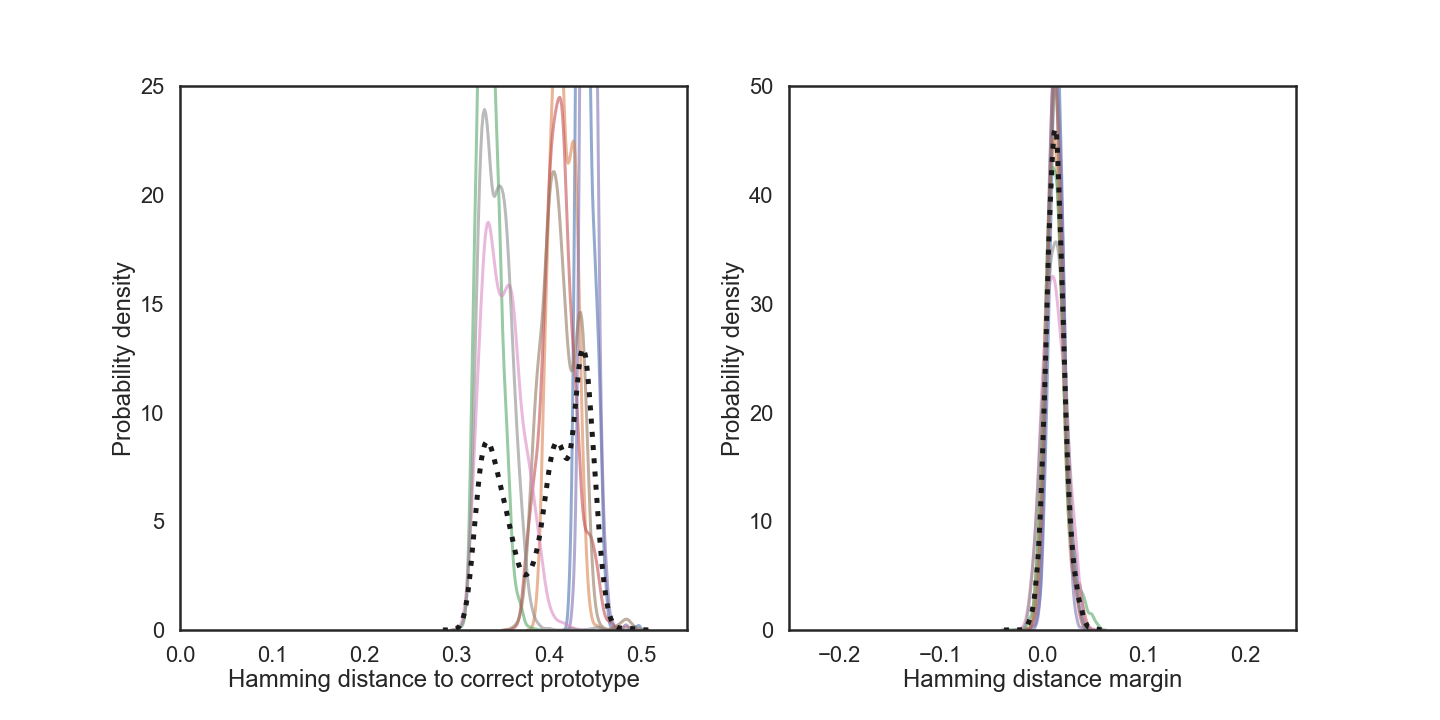 25
20
15
10
5
0
Probability density
0.0 0.1 0.2 0.3 0.4 0.5
Hamming distance to correct prototype
50
40
30
20
10
0
Probability density
−0.2 −0.1 0.0 0.1 0.2
Hamming distance margin